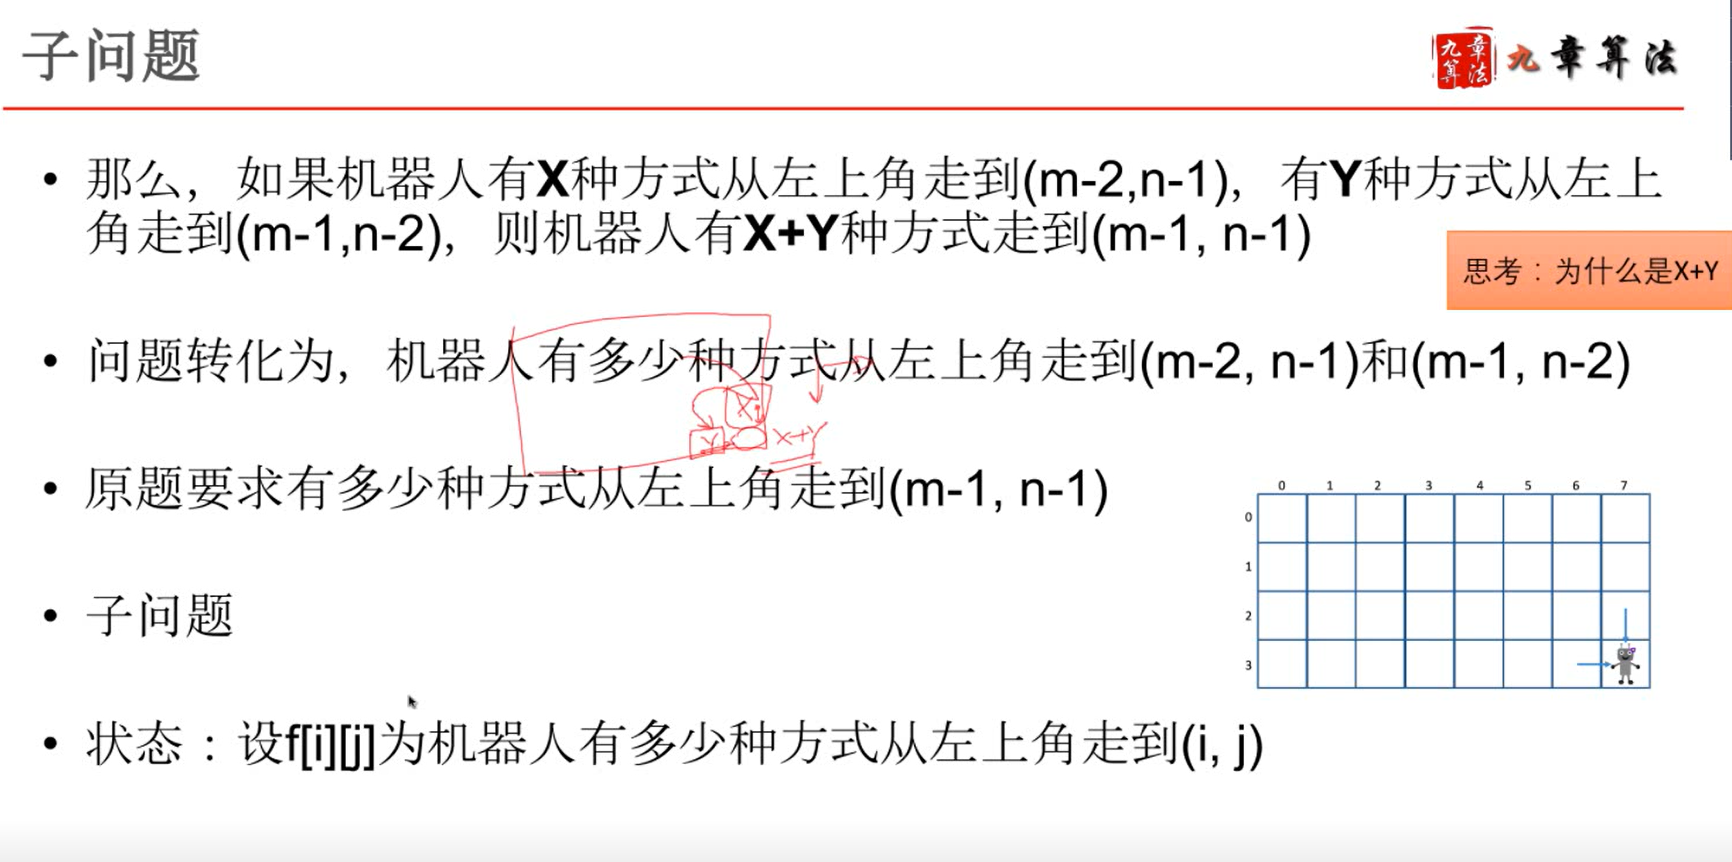 子问题
九章算法
九章算法
• 那么，如果机器人有X种方式从左上角走到(m-2,n-1)，有Y种方式从左上
角走到(m-1,n-2)，则机器人有X+Y种方式走到(m-1, n-1)
思考：为什么是X+Y
• 问题转化为，机器人有多少种方式从左上角走到(m-2, n-1)和(m-1, n-2)
X
Y
X+Y
• 原题要求有多少种方式从左上角走到(m-1, n-1)
0 1 2 3 4 5 6 7
0
1
2
3
• 子问题
• 状态：设f[i][j]为机器人有多少种方式从左上角走到(i, j)